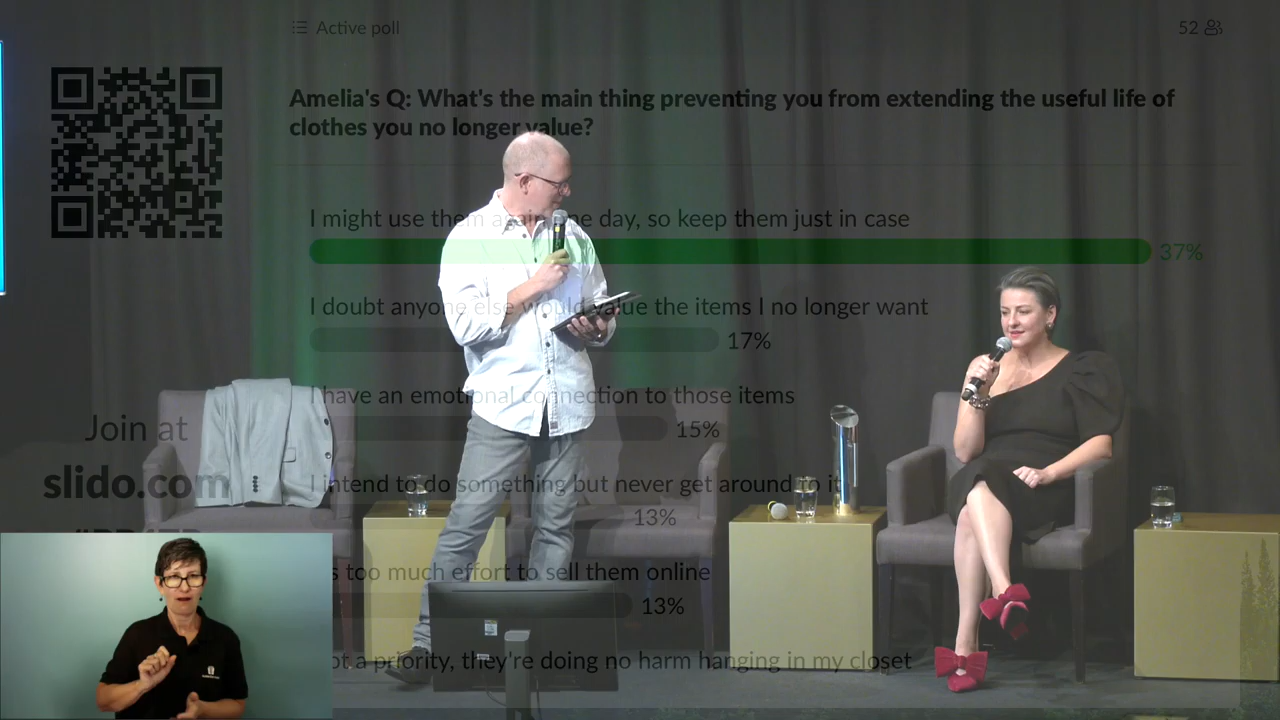 Active poll
52
Amelia's Q: What's the main thing preventing you from extending the useful life of
clothes you no longer value?
I might use them again one day, so keep them just in case
37%
I doubt anyone else would value the items I no longer want
17%
I have an emotional connection to those items
15%
I intend to do something but never get around to it
13%
too much effort to sell them online
13%
a priority, they're doing no harm hanging in my closet
Join at
slido.com